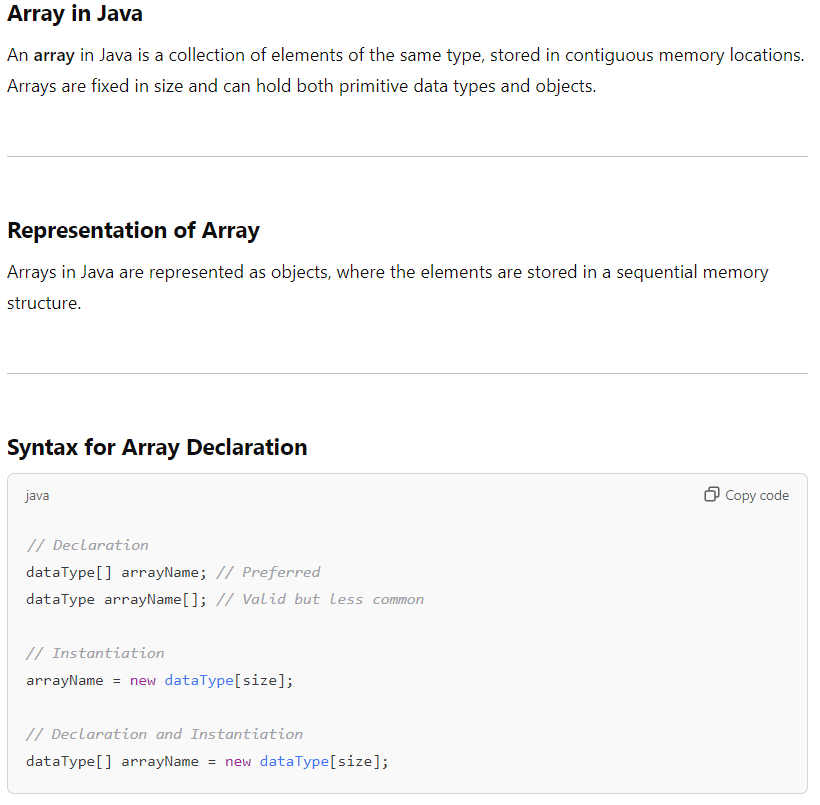 Array in Java
An array in Java is a collection of elements of the same type, stored in contiguous memory locations.
Arrays are fixed in size and can hold both primitive data types and objects.
Representation of Array
Arrays in Java are represented as objects, where the elements are stored in a sequential memory
structure.
Syntax for Array Declaration
java
Copy code
// Declaration
dataType[] arrayName; // Preferred
dataType arrayName[]; // Valid but less common
// Instantiation
arrayName = new dataType[size];
// Declaration and Instantiation
dataType[] arrayName = new dataType[size];